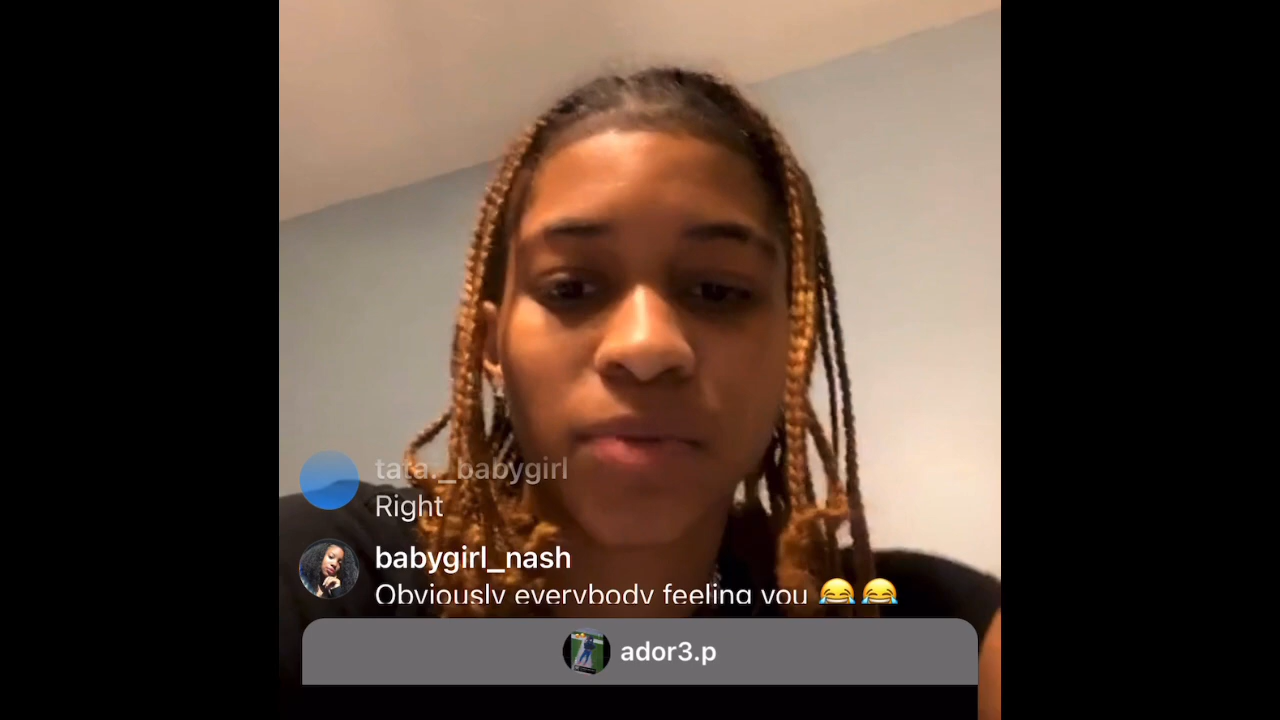 tata._babygirl
Right
babygirl_nash
Obviously everybody feeling you 😂😂
ador3.p